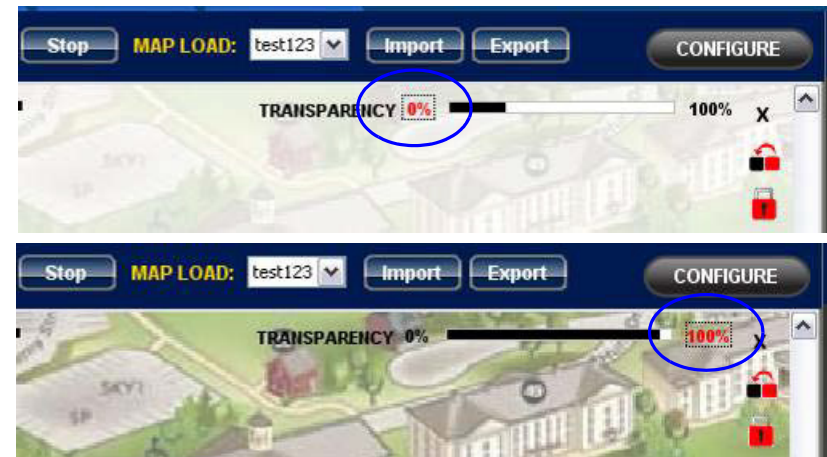 Stop MAP LOAD: test123 Import Export CONFIGURE
TRANSPARENCY 0% 100% X
SKY1
SP
Stop MAP LOAD: test123 Import Export CONFIGURE
TRANSPARENCY 0% 100% X
SKY1
SP